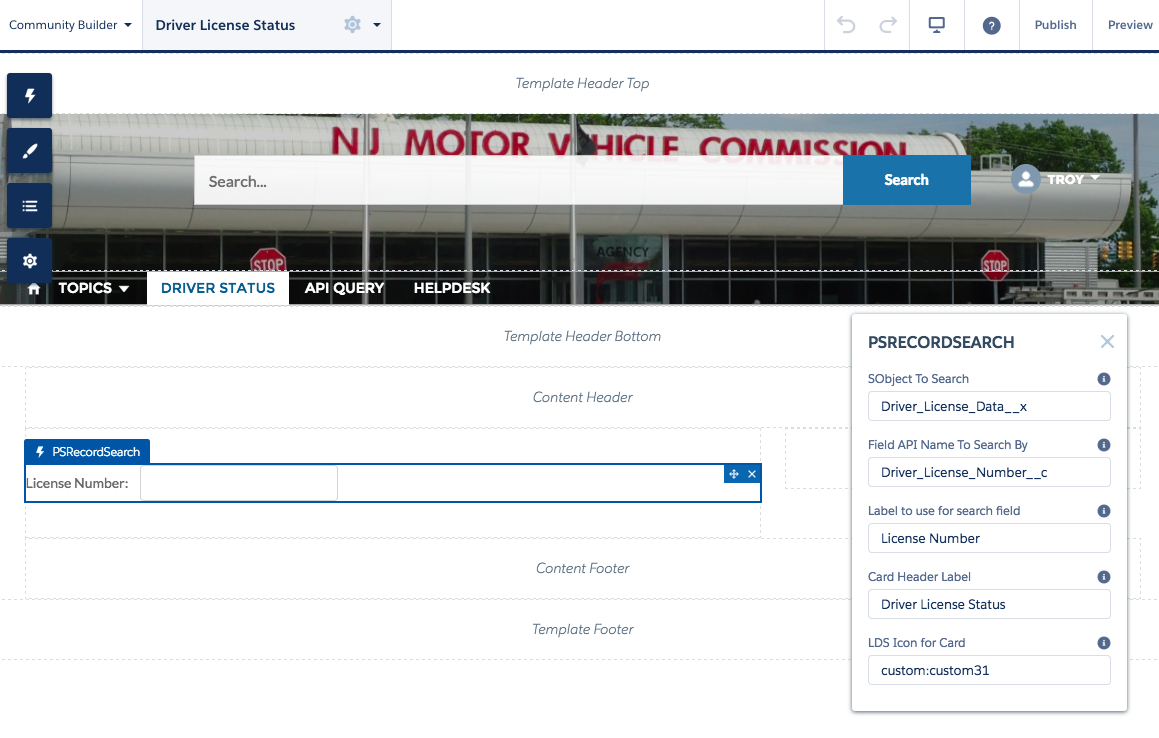 Community Builder
Driver License Status
?
Publish
Preview
Template Header Top
NJ MOTOR VEHICLE COMMISSION
Search...
Search
TROY
AGENCY
STOP
STOP
TOPICS
DRIVER STATUS
API QUERY
HELPDESK
Template Header Bottom
Content Header
PSRecordSearch
License Number:
Content Footer
Template Footer
PSRECORDSEARCH
SObject To Search
Driver_License_Data__x
Field API Name To Search By
Driver_License_Number__c
Label to use for search field
License Number
Card Header Label
Driver License Status
LDS Icon for Card
custom:custom31